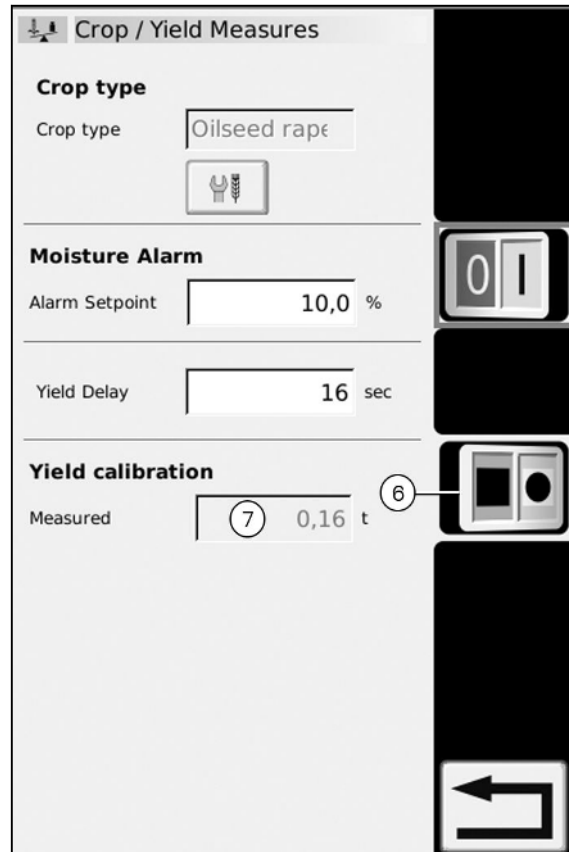 Crop / Yield Measures
Crop type
Crop type Oilseed rape
Moisture Alarm
0 I
Alarm Setpoint 10,0 %
Yield Delay 16 sec
Yield calibration
6
Measured 7 0,16 t